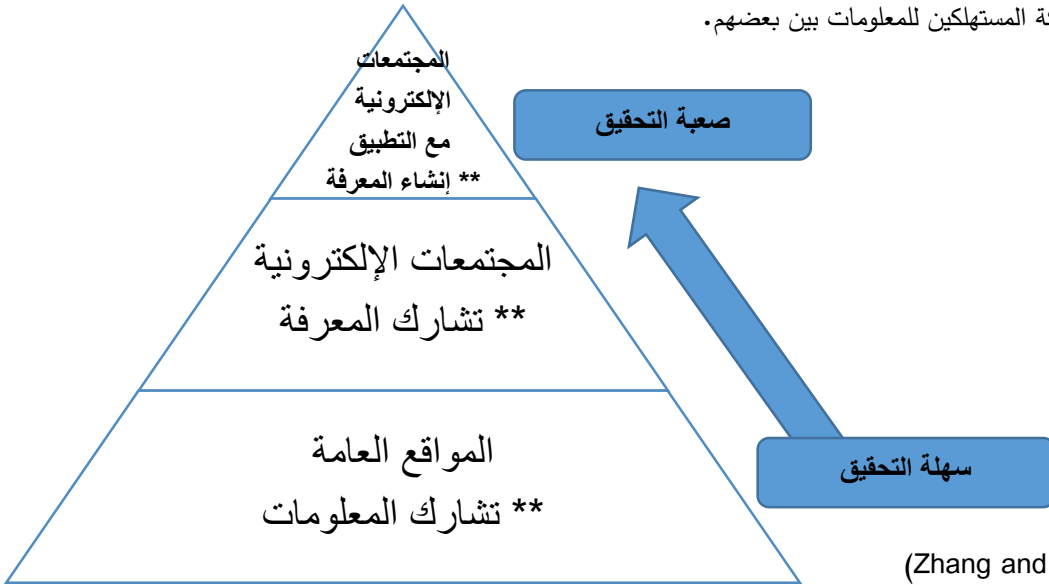 المستهلكين للمعلومات بين بعضهم.
المجتمعات
الإلكترونية
مع التطبيق
** إنشاء المعرفة
صعبة التحقيق
المجتمعات الإلكترونية
** تشارك المعرفة
المواقع العامة
** تشارك المعلومات
سهلة التحقيق
(Zhang and